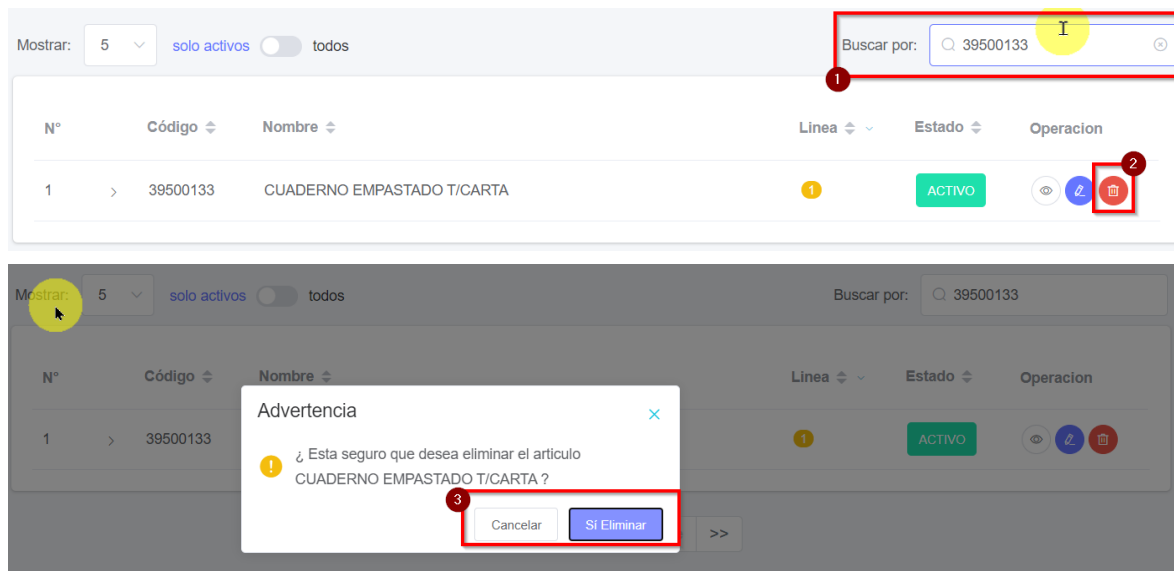 Mostrar: 5 solo activos todos Buscar por: 39500133
1
N° Código Nombre Linea Estado Operacion
2
1 > 39500133 CUADERNO EMPASTADO T/CARTA 1 ACTIVO
Mostrar: 5 solo activos todos Buscar por: 39500133
N° Código Nombre Linea Estado Operacion
Advertencia
1 > 39500133 1 ACTIVO
¿ Esta seguro que desea eliminar el articulo
CUADERNO EMPASTADO T/CARTA ?
3
Cancelar Sí Eliminar >>